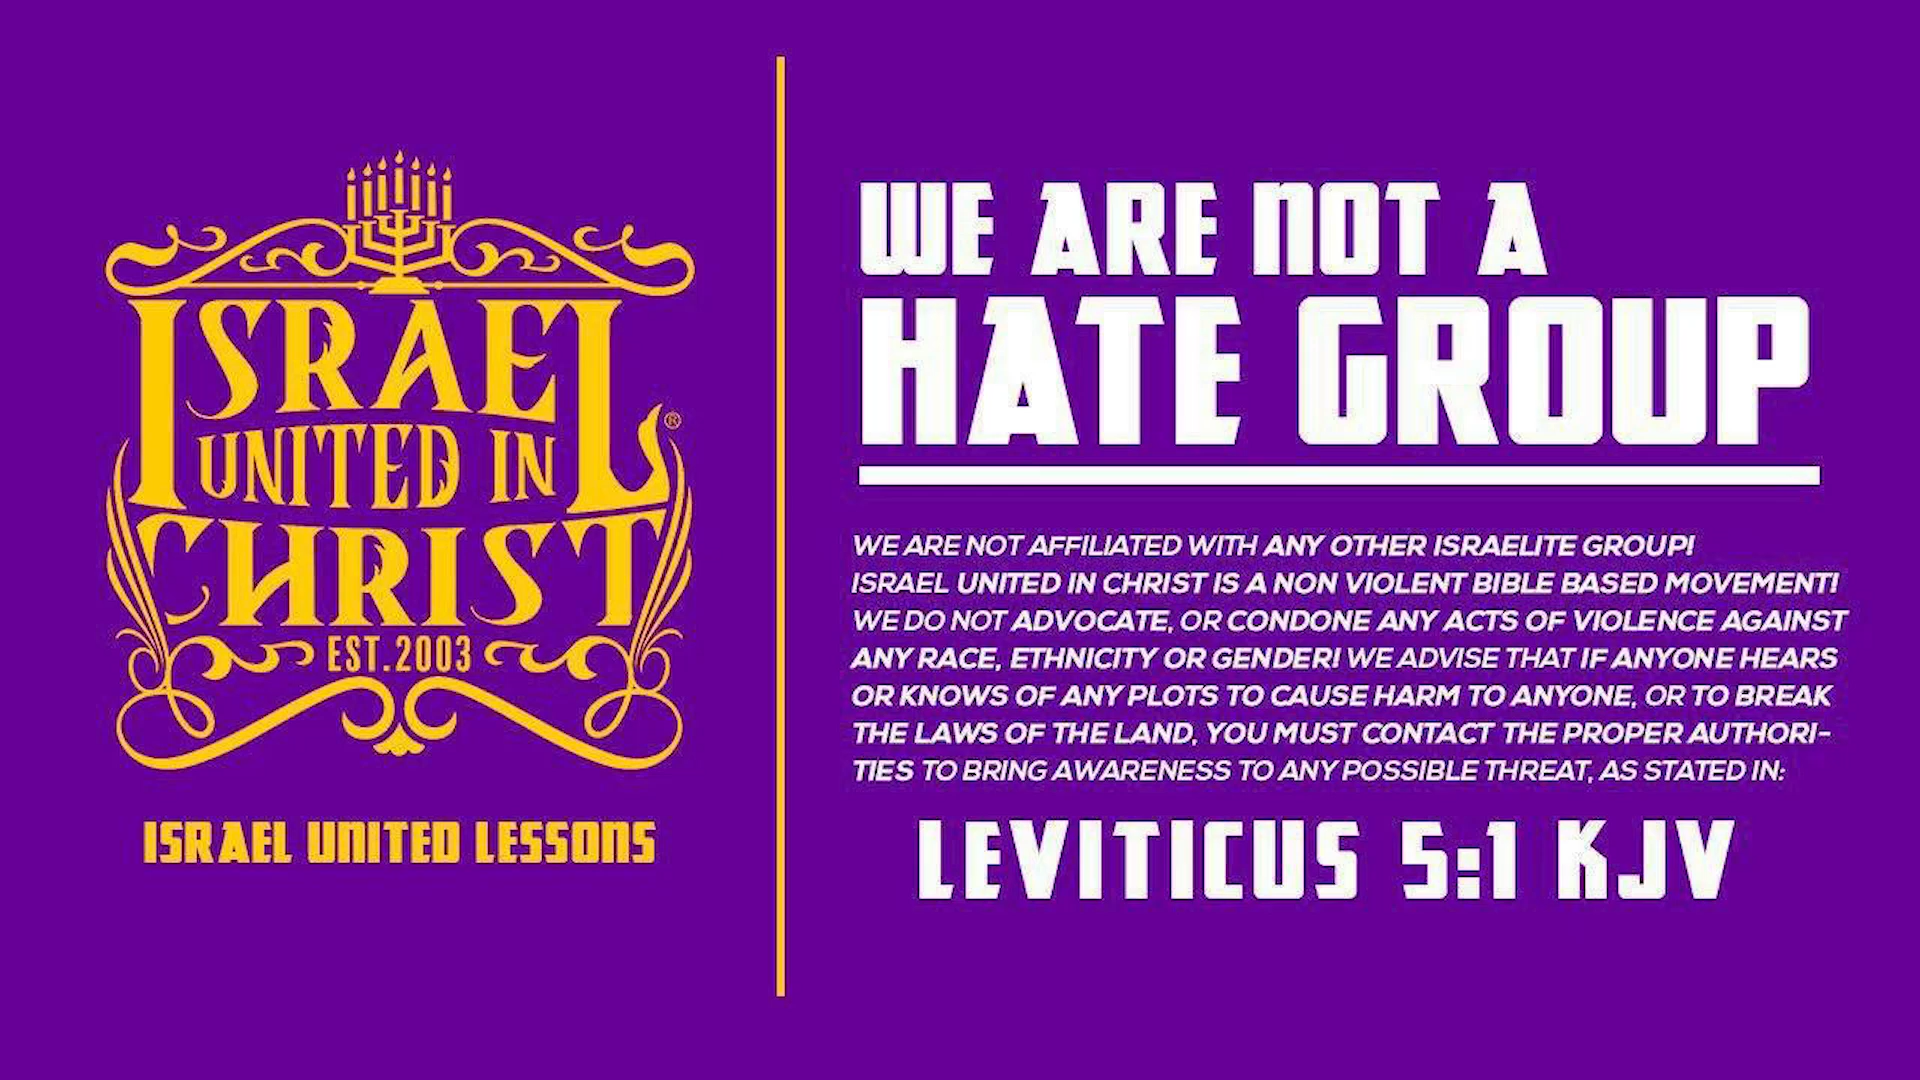 ISRAEL
UNITED IN
CHRIST
®
EST.2003
ISRAEL UNITED LESSONS
WE ARE NOT A
HATE GROUP
WE ARE NOT AFFILIATED WITH ANY OTHER ISRAELITE GROUP!
ISRAEL UNITED IN CHRIST IS A NON VIOLENT BIBLE BASED MOVEMENT!
WE DO NOT ADVOCATE, OR CONDONE ANY ACTS OF VIOLENCE AGAINST
ANY RACE, ETHNICITY OR GENDER! WE ADVISE THAT IF ANYONE HEARS
OR KNOWS OF ANY PLOTS TO CAUSE HARM TO ANYONE, OR TO BREAK
THE LAWS OF THE LAND, YOU MUST CONTACT THE PROPER AUTHORI-
TIES TO BRING AWARENESS TO ANY POSSIBLE THREAT, AS STATED IN:
LEVITICUS 5:1 KJV